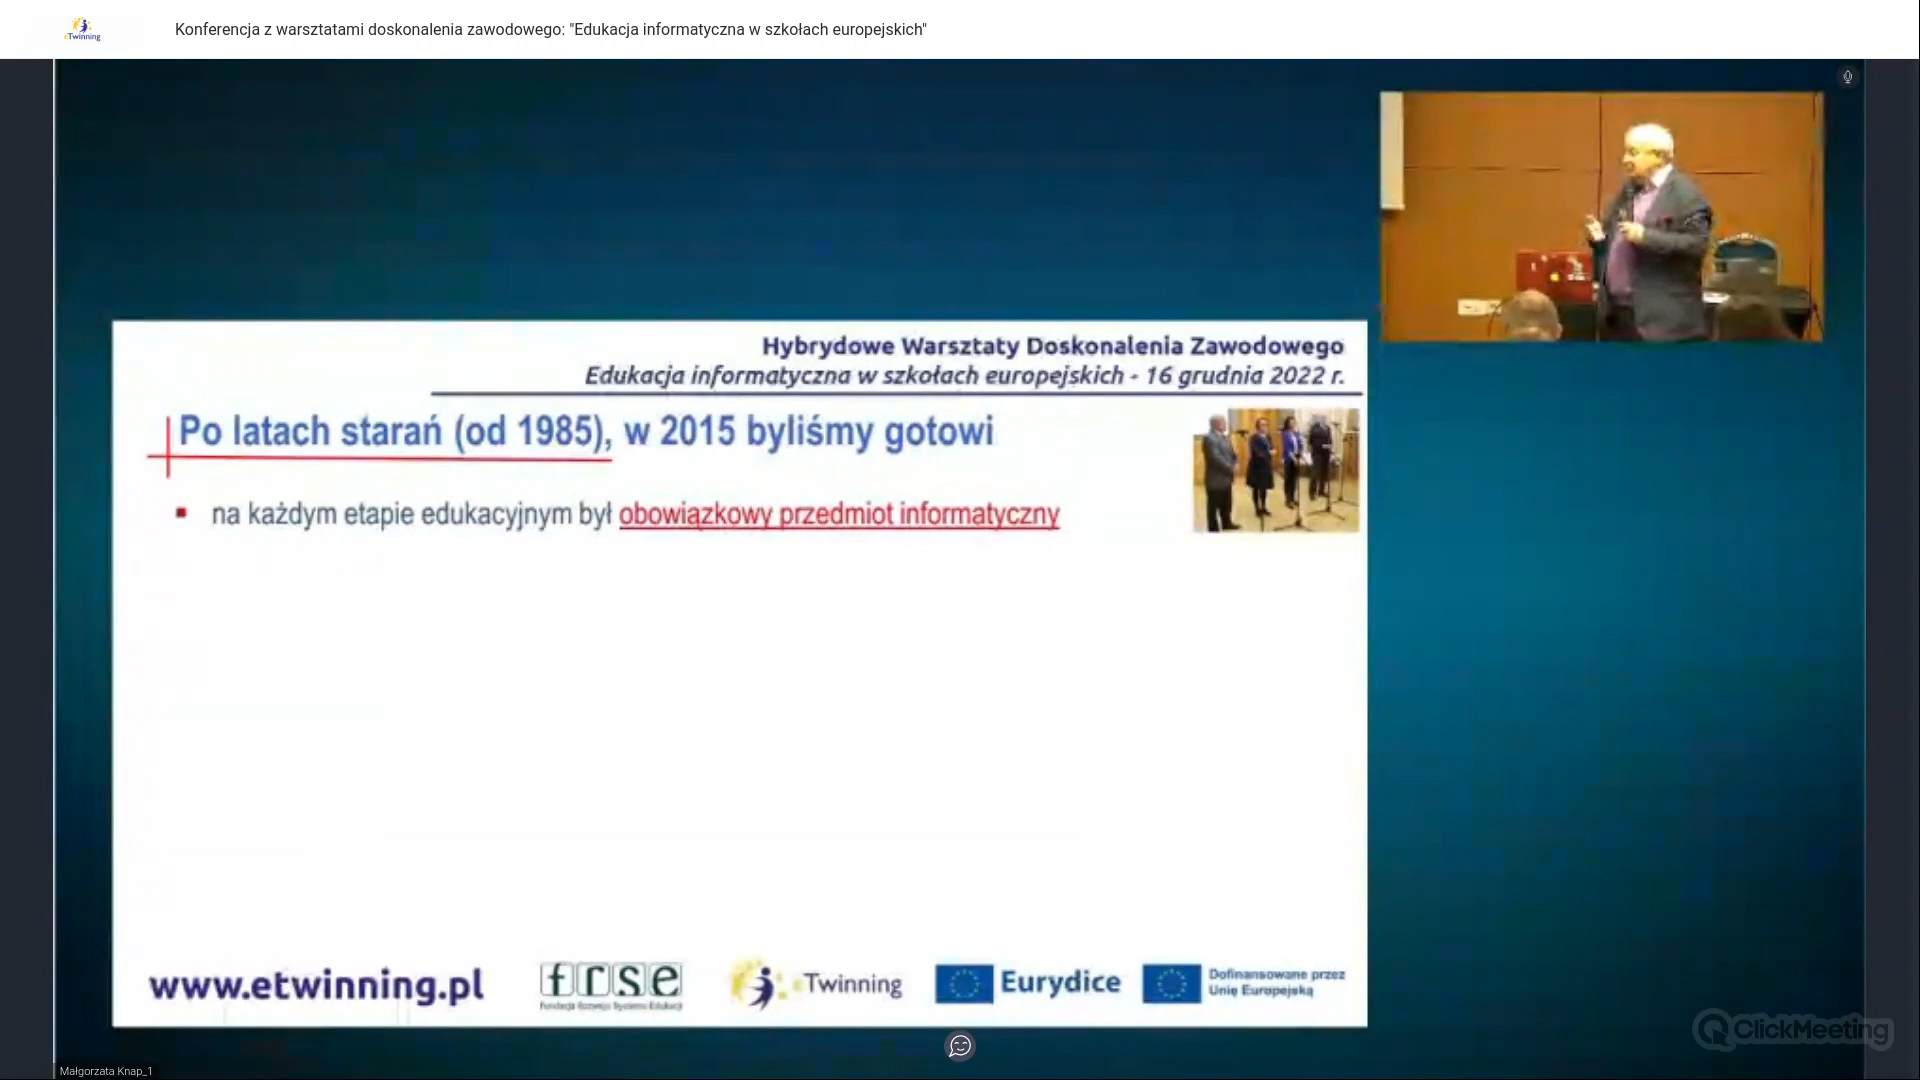 eTwinning
Konferencja z warsztatami doskonalenia zawodowego: "Edukacja informatyczna w szkołach europejskich"
Hybrydowe Warsztaty Doskonalenia Zawodowego
Edukacja informatyczna w szkołach europejskich - 16 grudnia 2022 r.
Po latach starań (od 1985), w 2015 byliśmy gotowi
▪ na każdym etapie edukacyjnym był obowiązkowy przedmiot informatyczny
www.etwinning.pl
frse
Fundacja Rozwoju Systemu Edukacji
eTwinning
Eurydice
Dofinansowane przez
Unię Europejską
ClickMeeting
Małgorzata Knap_1